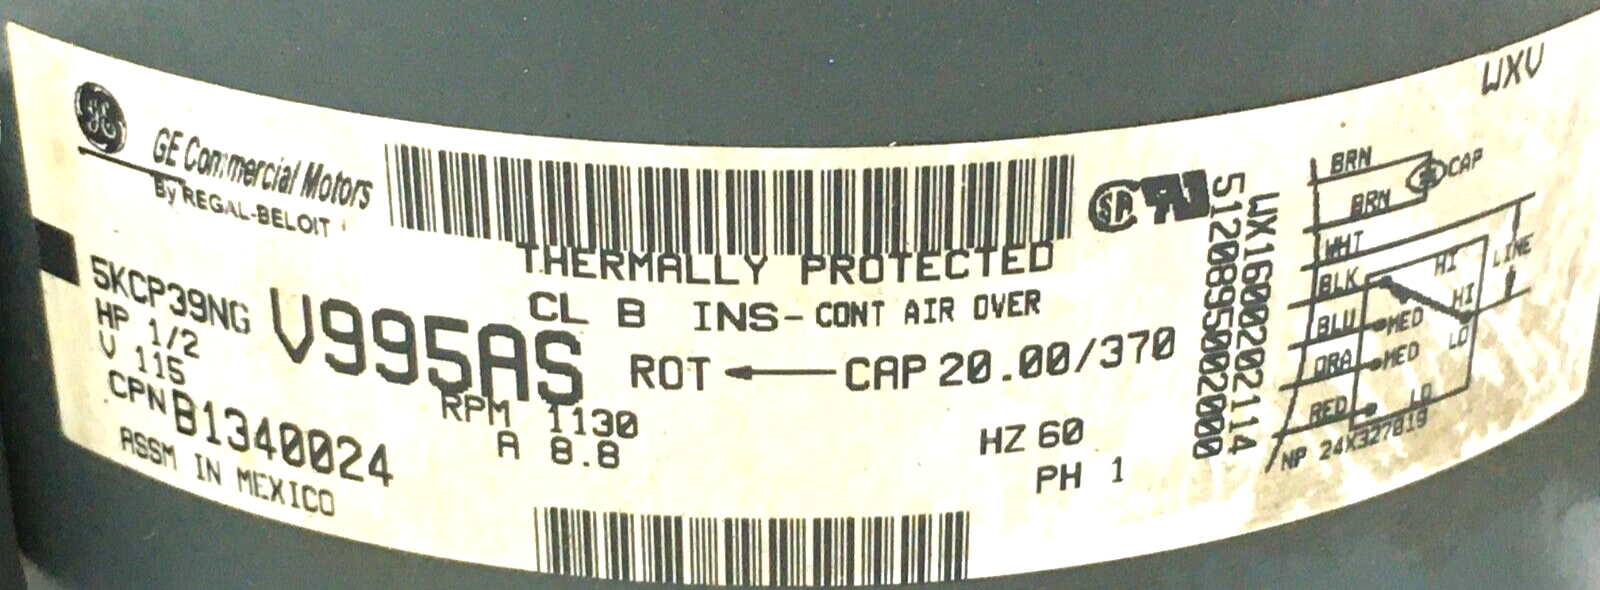 WXV
GE
GE Commercial Motors
By REGAL-BELOIT
THERMALLY PROTECTED
CL B INS-CONT AIR OVER
5KCP39NG
V995AS
HP 1/2
V 115
ROT
CAP 20.00/370
CPN B1340024
RPM 1130
A 8.8
HZ 60
PH 1
ASSM IN MEXICO
WX16002021114
5120895002000
BRN
CAP
BRN
WHT
LINE
BLK
HI
HI
BLU
MED
LO
ORA
MED
RED
LO
NP 24X327819